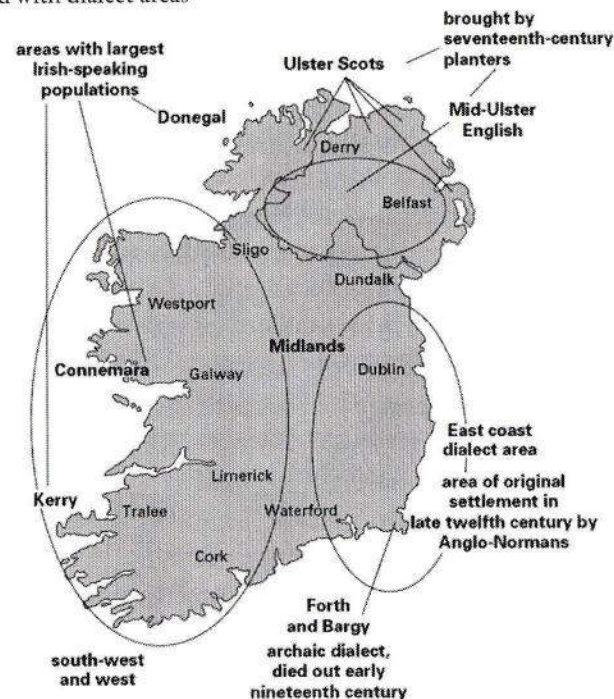 with dialect areas
brought by
seventeenth-century
planters
areas with largest
Irish-speaking
populations
Ulster Scots
Donegal
Mid-Ulster
English
Derry
Belfast
Sligo
Dundalk
Westport
Midlands
Connemara
Galway
Dublin
East coast
dialect area
area of original
settlement in
late twelfth century by
Anglo-Normans
Limerick
Kerry
Tralee
Waterford
Cork
Forth
and Bargy
archaic dialect,
died out early
nineteenth century
south-west
and west